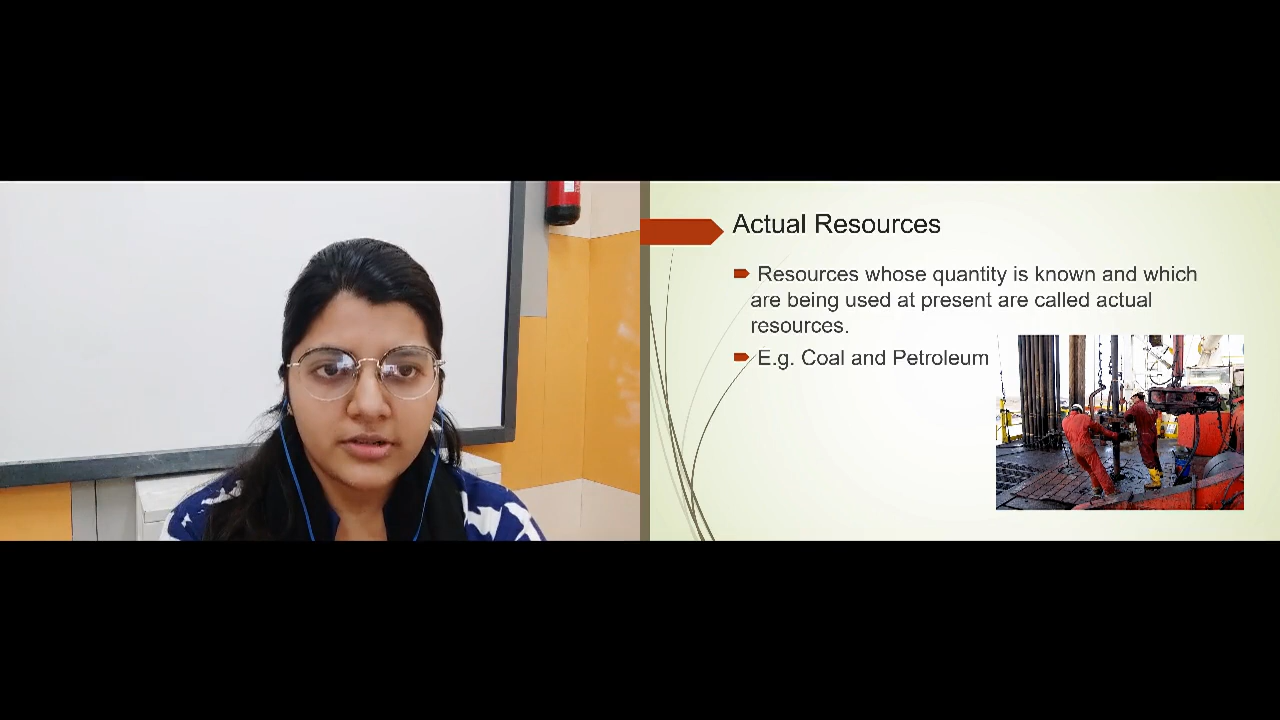 Actual Resources
Resources whose quantity is known and which
are being used at present are called actual
resources.
E.g. Coal and Petroleum